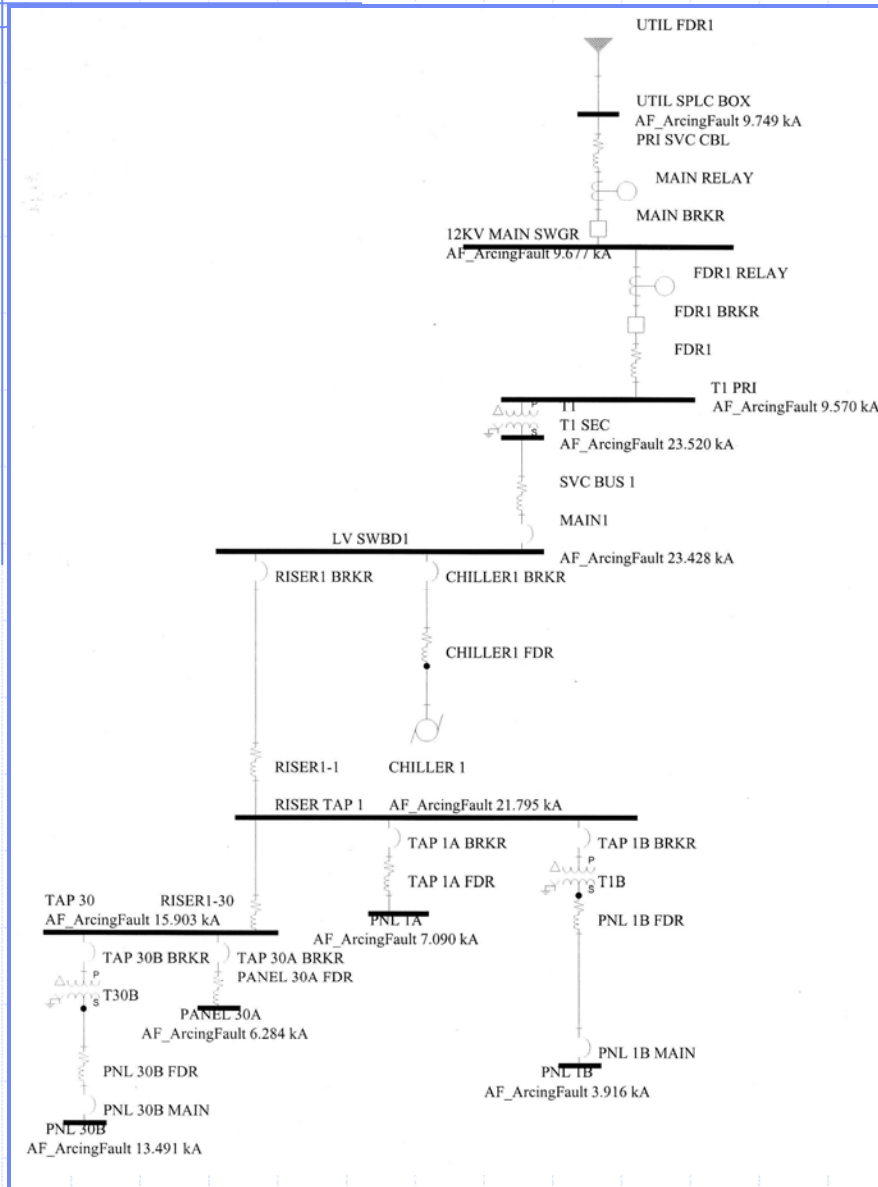 UTIL FDR1
UTIL SPLC BOX
AF_ArcingFault 9.749 kA
PRI SVC CBL
MAIN RELAY
MAIN BRKR
12KV MAIN SWGR
AF_ArcingFault 9.677 kA
FDR1 RELAY
FDR1 BRKR
FDR1
T1 PRI
AF_ArcingFault 9.570 kA
P
T1
S
T1 SEC
AF_ArcingFault 23.520 kA
SVC BUS 1
MAIN1
LV SWBD1
AF_ArcingFault 23.428 kA
RISER1 BRKR
CHILLER1 BRKR
CHILLER1 FDR
RISER1-1
CHILLER 1
RISER TAP 1
AF_ArcingFault 21.795 kA
TAP 1A BRKR
TAP 1B BRKR
P
TAP 1A FDR
T1B
S
TAP 30
RISER1-30
AF_ArcingFault 15.903 kA
PNL 1A
AF_ArcingFault 7.090 kA
PNL 1B FDR
TAP 30B BRKR
TAP 30A BRKR
P
PANEL 30A FDR
T30B
S
PANEL 30A
AF_ArcingFault 6.284 kA
PNL 1B MAIN
PNL 1B
AF_ArcingFault 3.916 kA
PNL 30B FDR
PNL 30B MAIN
PNL 30B
AF_ArcingFault 13.491 kA